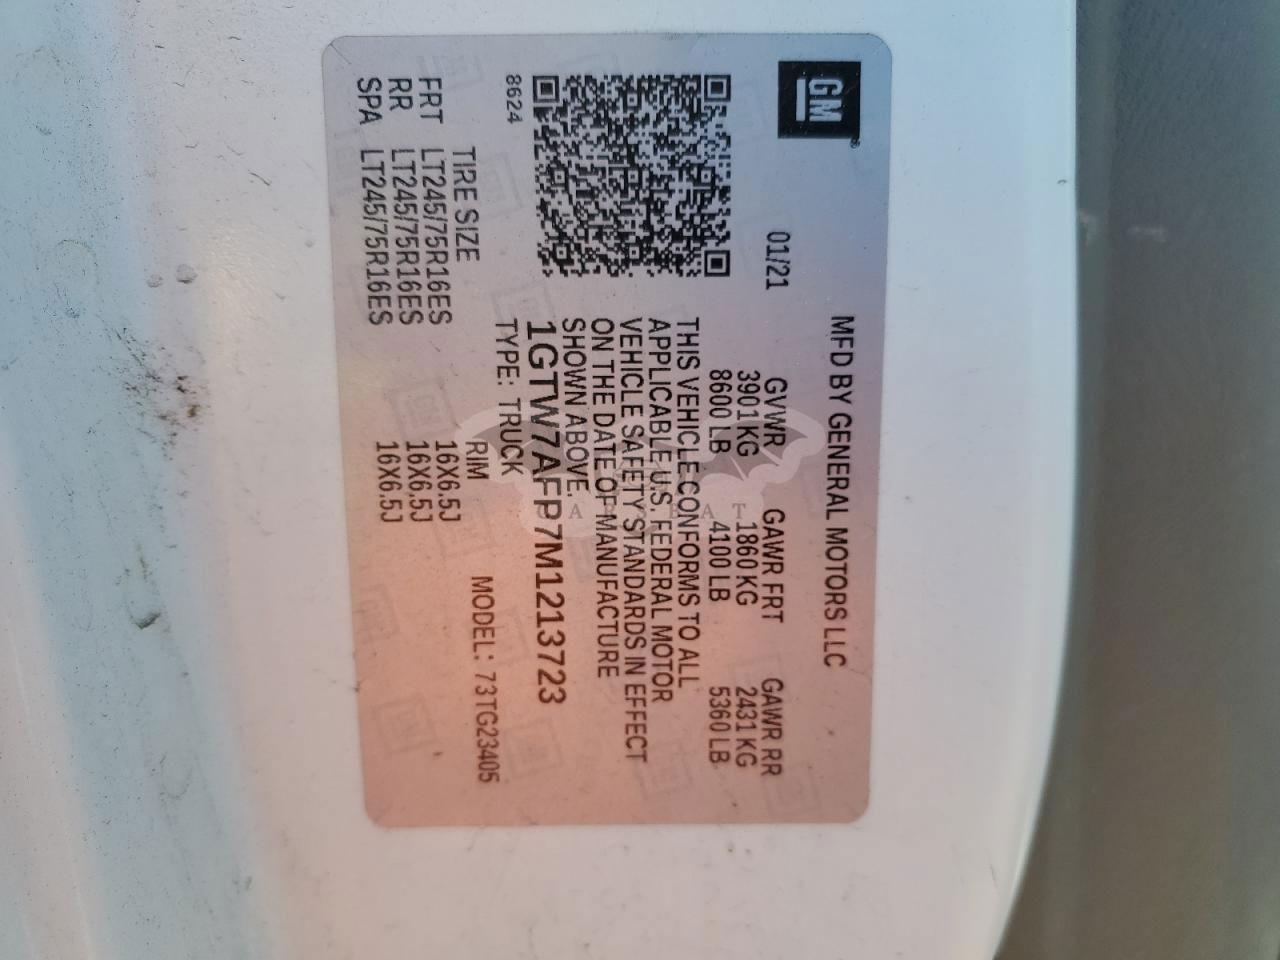 GM
MFD BY GENERAL MOTORS LLC
01/21
GVWR GAWR FRT GAWR RR
3901 KG 1860 KG 2431 KG
8600 LB 4100 LB 5360 LB
THIS VEHICLE CONFORMS TO ALL
APPLICABLE U.S. FEDERAL MOTOR
VEHICLE SAFETY STANDARDS IN EFFECT
ON THE DATE OF MANUFACTURE
SHOWN ABOVE.
1GTW7AFP7M1213723
8624
TYPE: TRUCK
MODEL: 73TG23405
TIRE SIZE RIM
FRT LT245/75R16ES 16X6.5J
RR LT245/75R16ES 16X6.5J
SPA LT245/75R16ES 16X6.5J